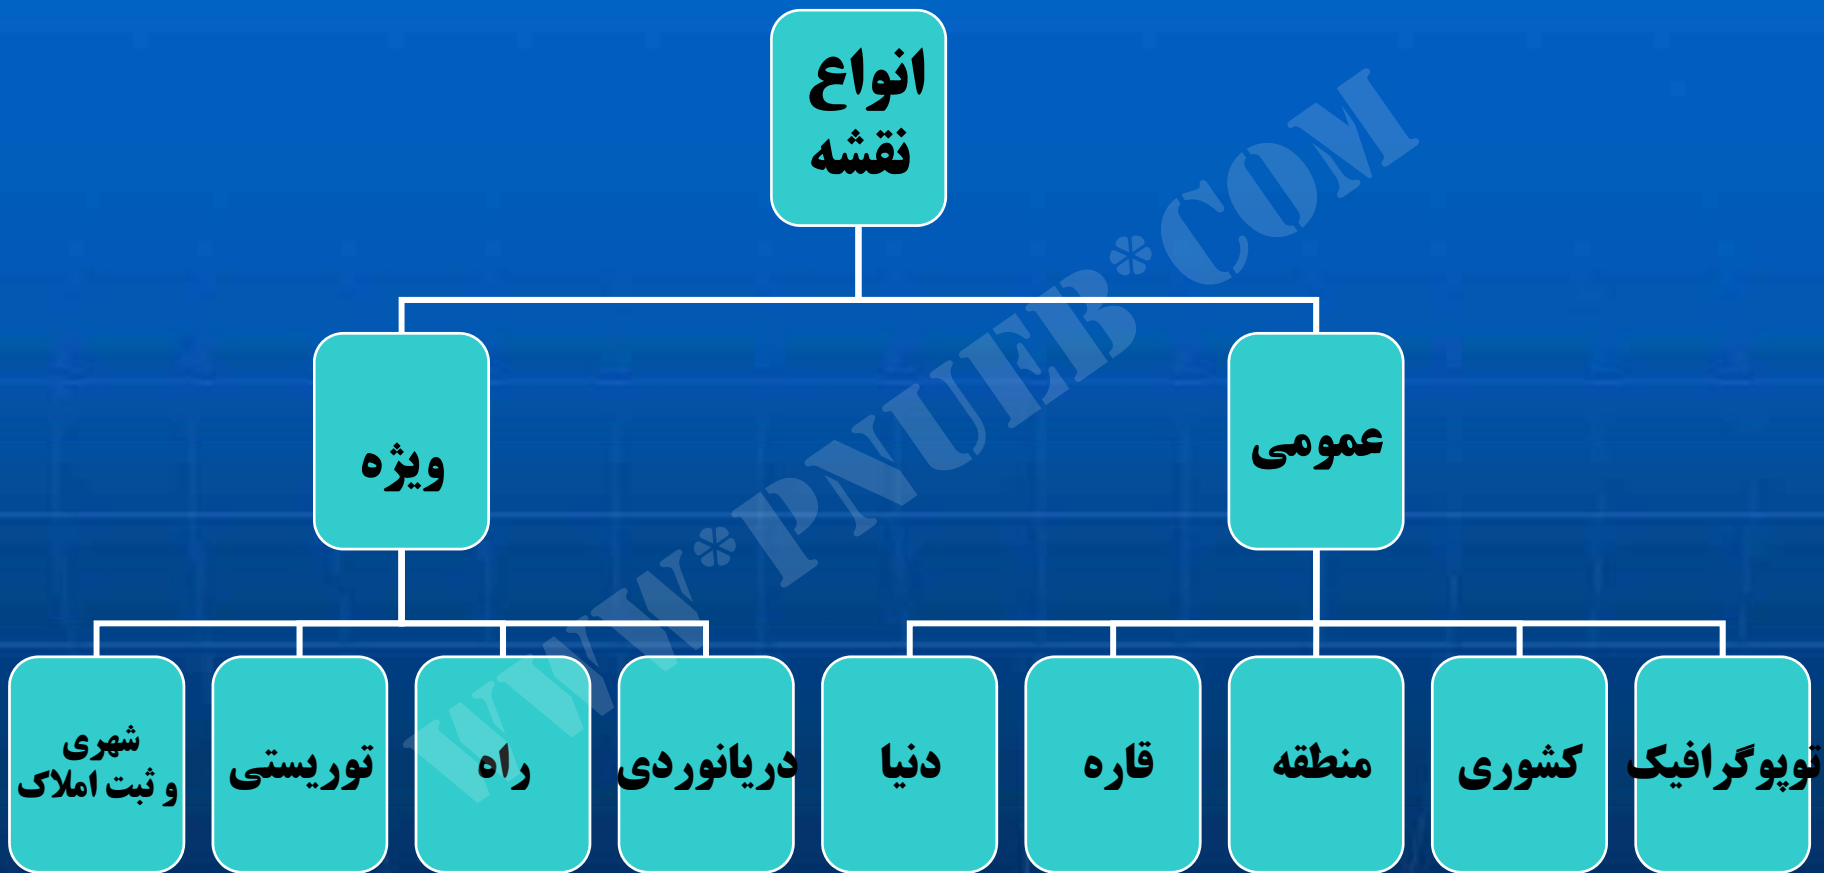 انواع
نقشه
عمومی
ویژه
توپوگرافیک
کشوری
منطقه
قاره
دنیا
دریانوردی
راه
توریستی
شهری
و ثبت املاک
WWW*PNUEB*COM